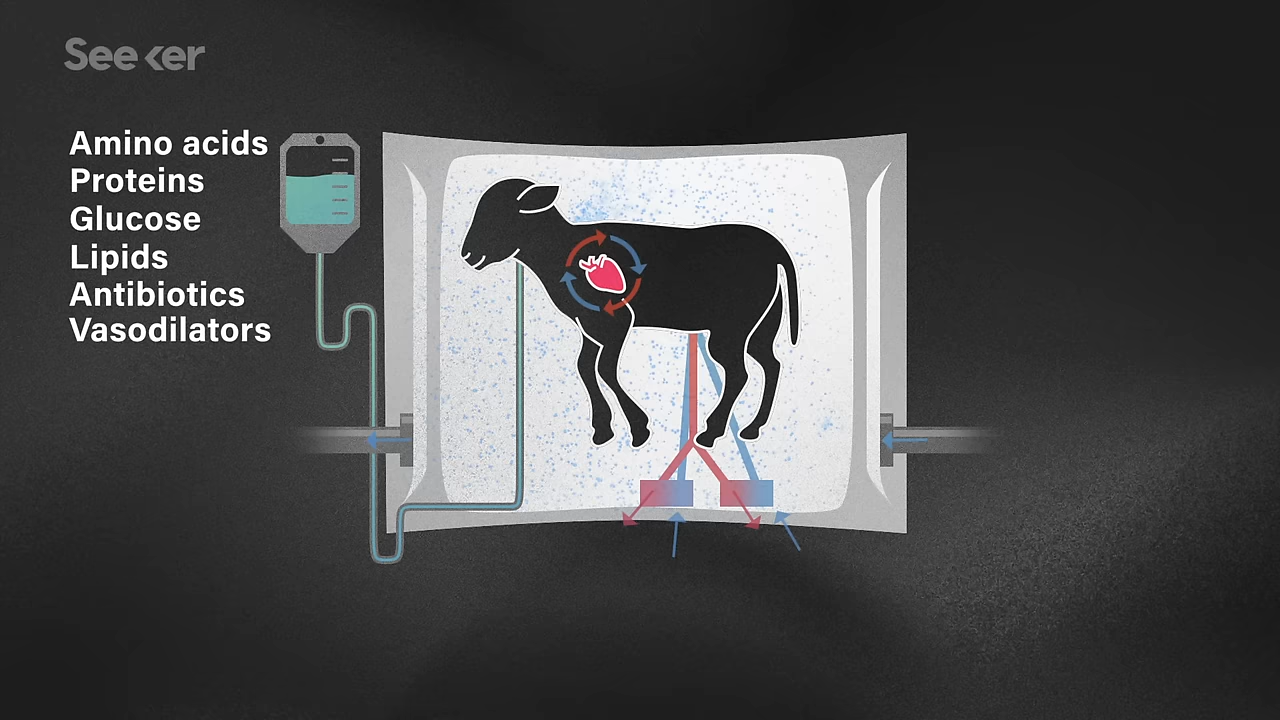 Seeker
Amino acids
Proteins
Glucose
Lipids
Antibiotics
Vasodilators